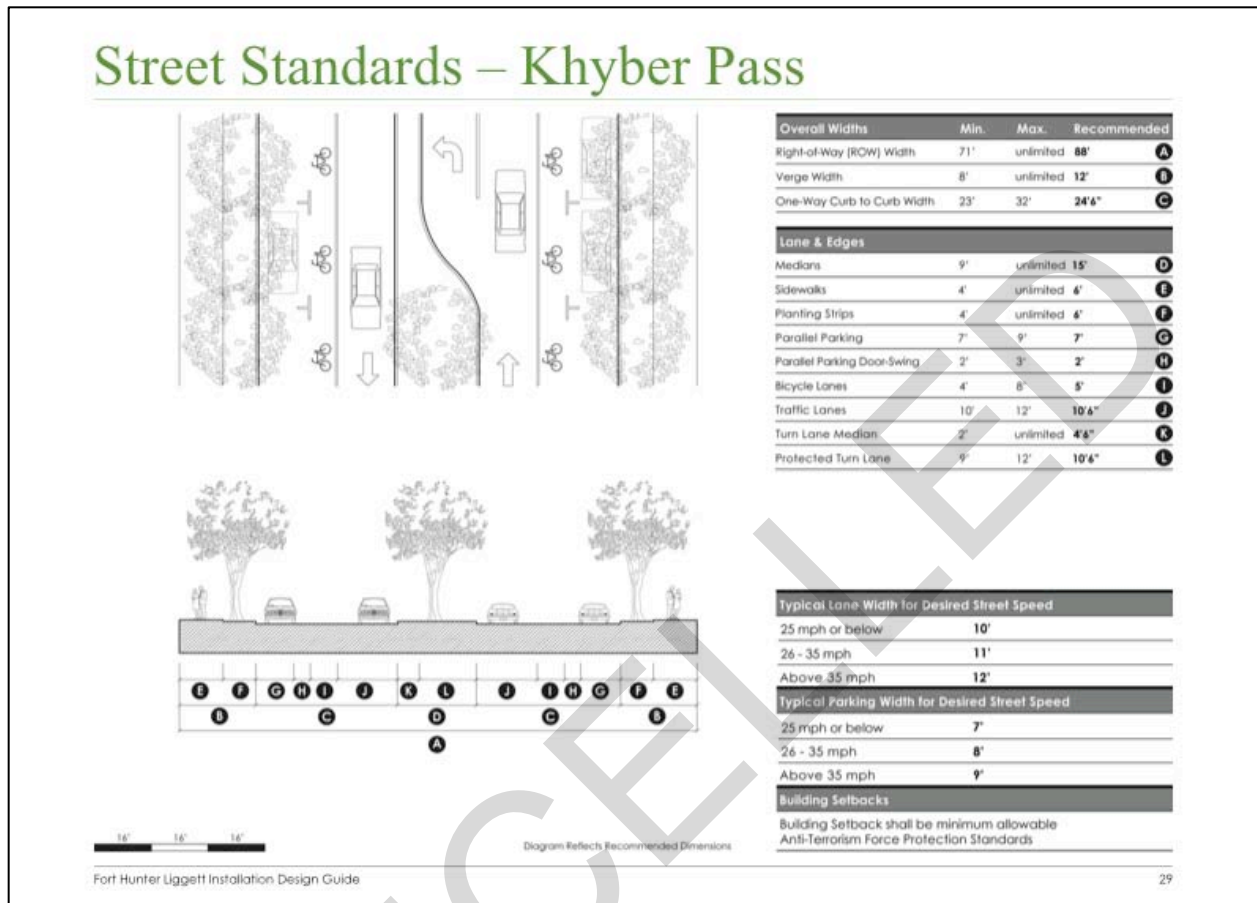 Street Standards – Khyber Pass
Overall Widths Min. Max. Recommended
Right-of-Way (ROW) Width 71' unlimited 88' A
Verge Width 8' unlimited 12' B
One-Way Curb to Curb Width 23' 32' 24'6" C
Lane & Edges
Medians 9' unlimited 15' D
Sidewalks 4' unlimited 6' E
Planting Strips 4' unlimited 6' F
Parallel Parking 7' 9' 7' G
Parallel Parking Door-Swing 2' 3' 2' H
Bicycle Lanes 4' 8' 5' I
Traffic Lanes 10' 12' 10'6" J
Turn Lane Median 2' unlimited 4'6" K
Protected Turn Lane 9' 12' 10'6" L
E F G H I J K L J I H G F E
B C D C B
A
Typical Lane Width for Desired Street Speed
25 mph or below 10'
26 - 35 mph 11'
Above 35 mph 12'
Typical Parking Width for Desired Street Speed
25 mph or below 7'
26 - 35 mph 8'
Above 35 mph 9'
Building Setbacks
Building Setback shall be minimum allowable
Anti-Terrorism Force Protection Standards
16' 16' 16'
Diagram Reflects Recommended Dimensions
Fort Hunter Liggett Installation Design Guide 29
CELLED